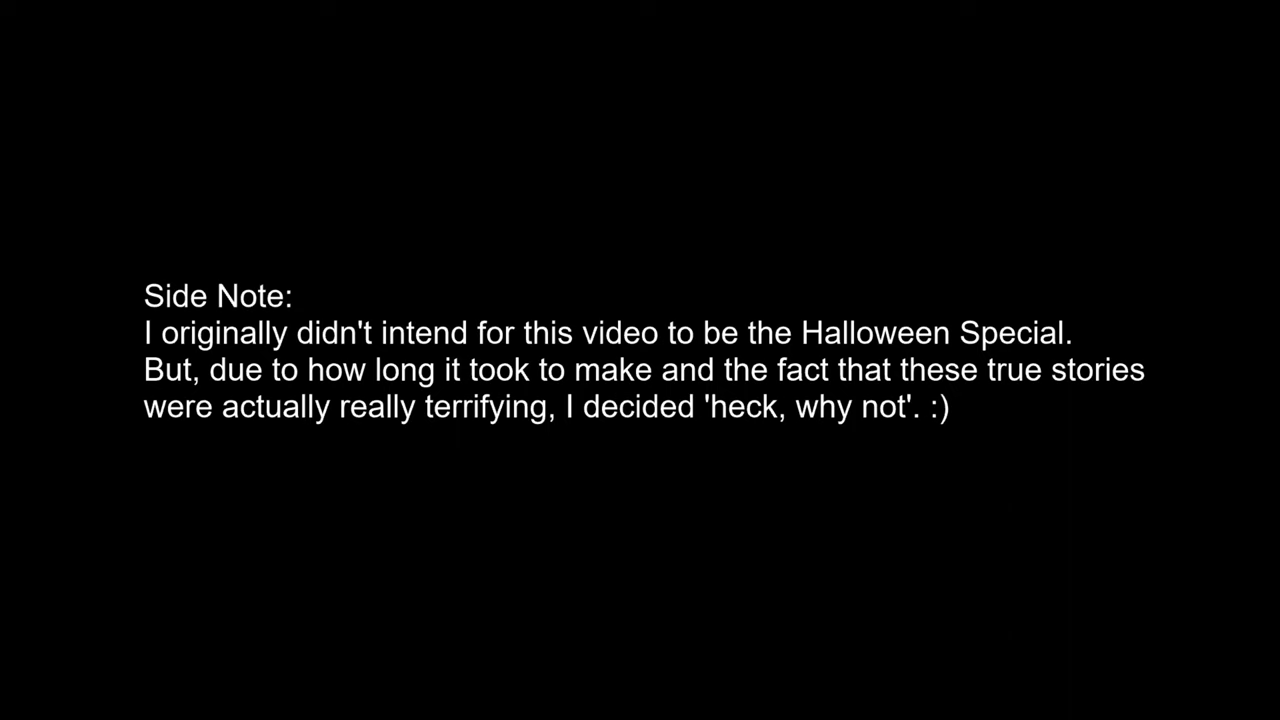 Side Note:
I originally didn't intend for this video to be the Halloween Special.
But, due to how long it took to make and the fact that these true stories
were actually really terrifying, I decided 'heck, why not'. :)